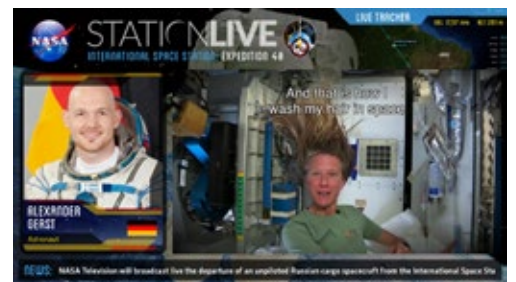 NASA
STATIONLIVE
INTERNATIONAL SPACE STATION: EXPEDITION 40
LIVE TRACKER
And that is how I
wash my hair in space
ALEXANDER
GERST
Astronaut
NEWS: NASA Television will broadcast live the departure of an unpiloted Russian cargo spacecraft from the International Space Sta